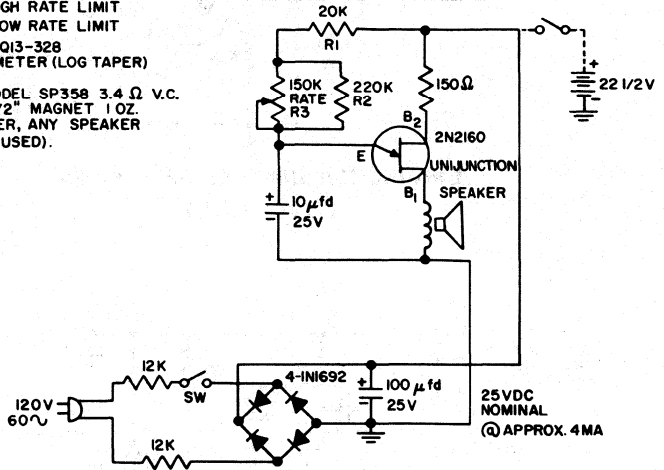 GH RATE LIMIT
OW RATE LIMIT
Q13-328
METER (LOG TAPER)
ODEL SP358 3.4 Ω V.C.
/2" MAGNET 1 OZ.
ER, ANY SPEAKER
USED).
20K
R1
150K
RATE
R3
220K
R2
150Ω
B2
2N2160
E
UNIJUNCTION
B1
SPEAKER
+
10μfd
-
25V
+
22 1/2V
-
12K
SW
120V
60∿
12K
4-1N1692
+
100μfd
-
25V
25VDC
NOMINAL
@ APPROX. 4MA